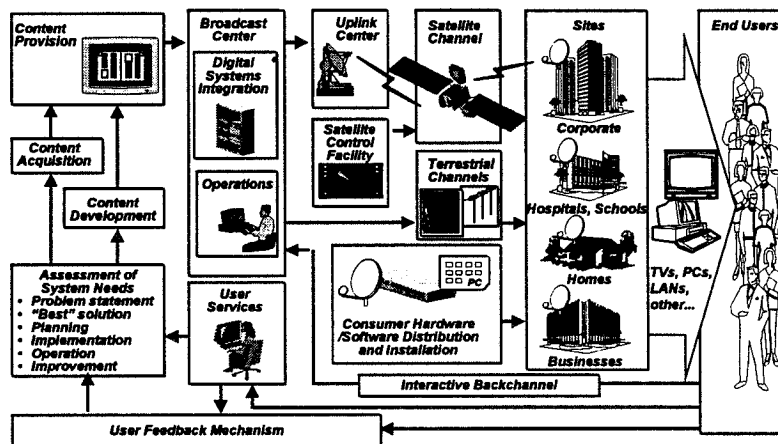 Content
Provision
Content
Acquisition
Content
Development
Assessment of
System Needs
• Problem statement
• "Best" solution
• Planning
• Implementation
• Operation
• Improvement
Broadcast
Center
Digital
Systems
Integration
Operations
User
Services
User Feedback Mechanism
Uplink
Center
Satellite
Channel
Satellite
Control
Facility
Terrestrial
Channels
PC
Consumer Hardware
/Software Distribution
and Installation
Interactive Backchannel
Sites
Corporate
Hospitals, Schools
Homes
Businesses
TVs, PCs,
LANs,
other...
End Users